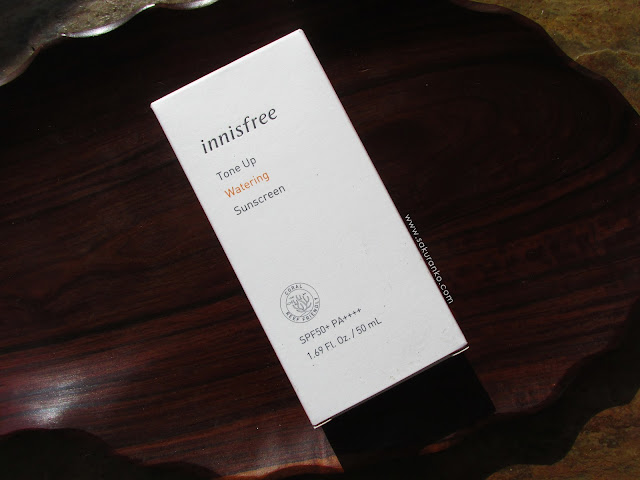 innisfree
Tone Up
Watering
Sunscreen
CORAL
REEF FRIENDLY
SPF50+ PA++++
1.69 Fl. Oz. / 50 mL
www.sakuranko.com